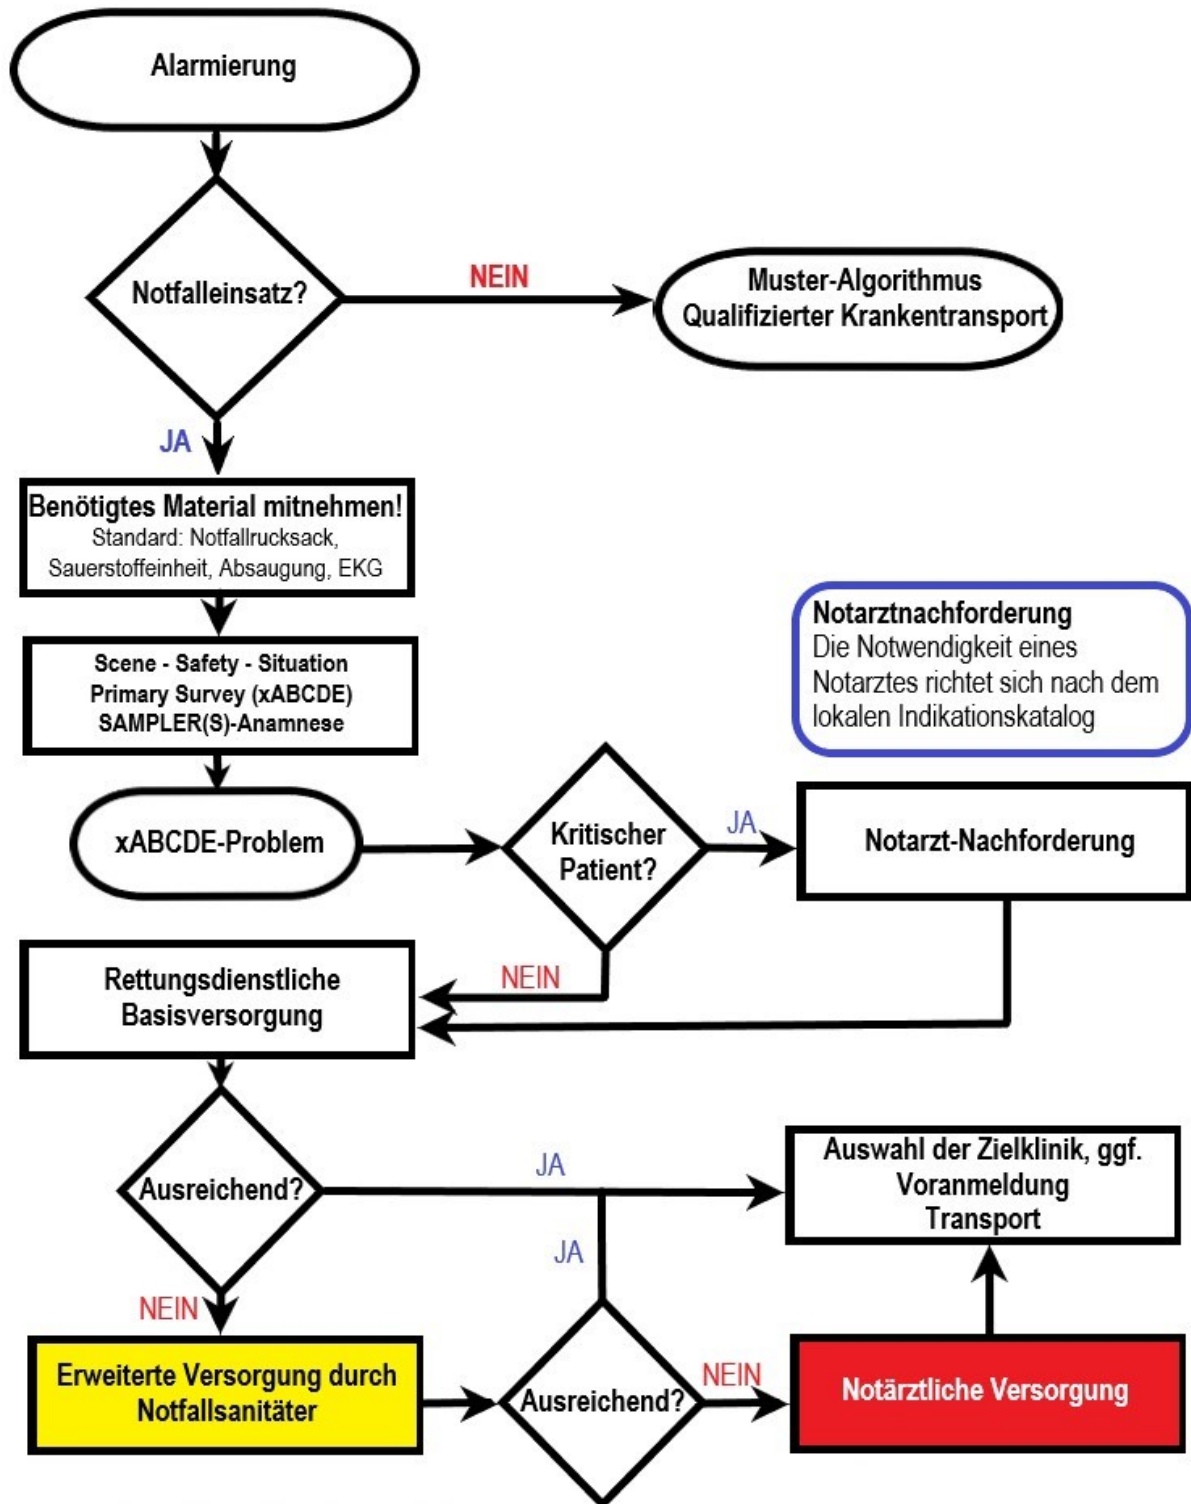 Alarmierung
Notfalleinsatz?
NEIN
Muster-Algorithmus
Qualifizierter Krankentransport
JA
Benötigtes Material mitnehmen!
Standard: Notfallrucksack,
Sauerstoffeinheit, Absaugung, EKG
Scene - Safety - Situation
Primary Survey (xABCDE)
SAMPLER(S)-Anamnese
Notarztnachforderung
Die Notwendigkeit eines
Notarztes richtet sich nach dem
lokalen Indikationskatalog
xABCDE-Problem
Kritischer
Patient?
JA
Notarzt-Nachforderung
NEIN
Rettungsdienstliche
Basisversorgung
Ausreichend?
JA
Auswahl der Zielklinik, ggf.
Voranmeldung
Transport
NEIN
JA
Erweiterte Versorgung durch
Notfallsanitäter
Ausreichend?
NEIN
Notärztliche Versorgung